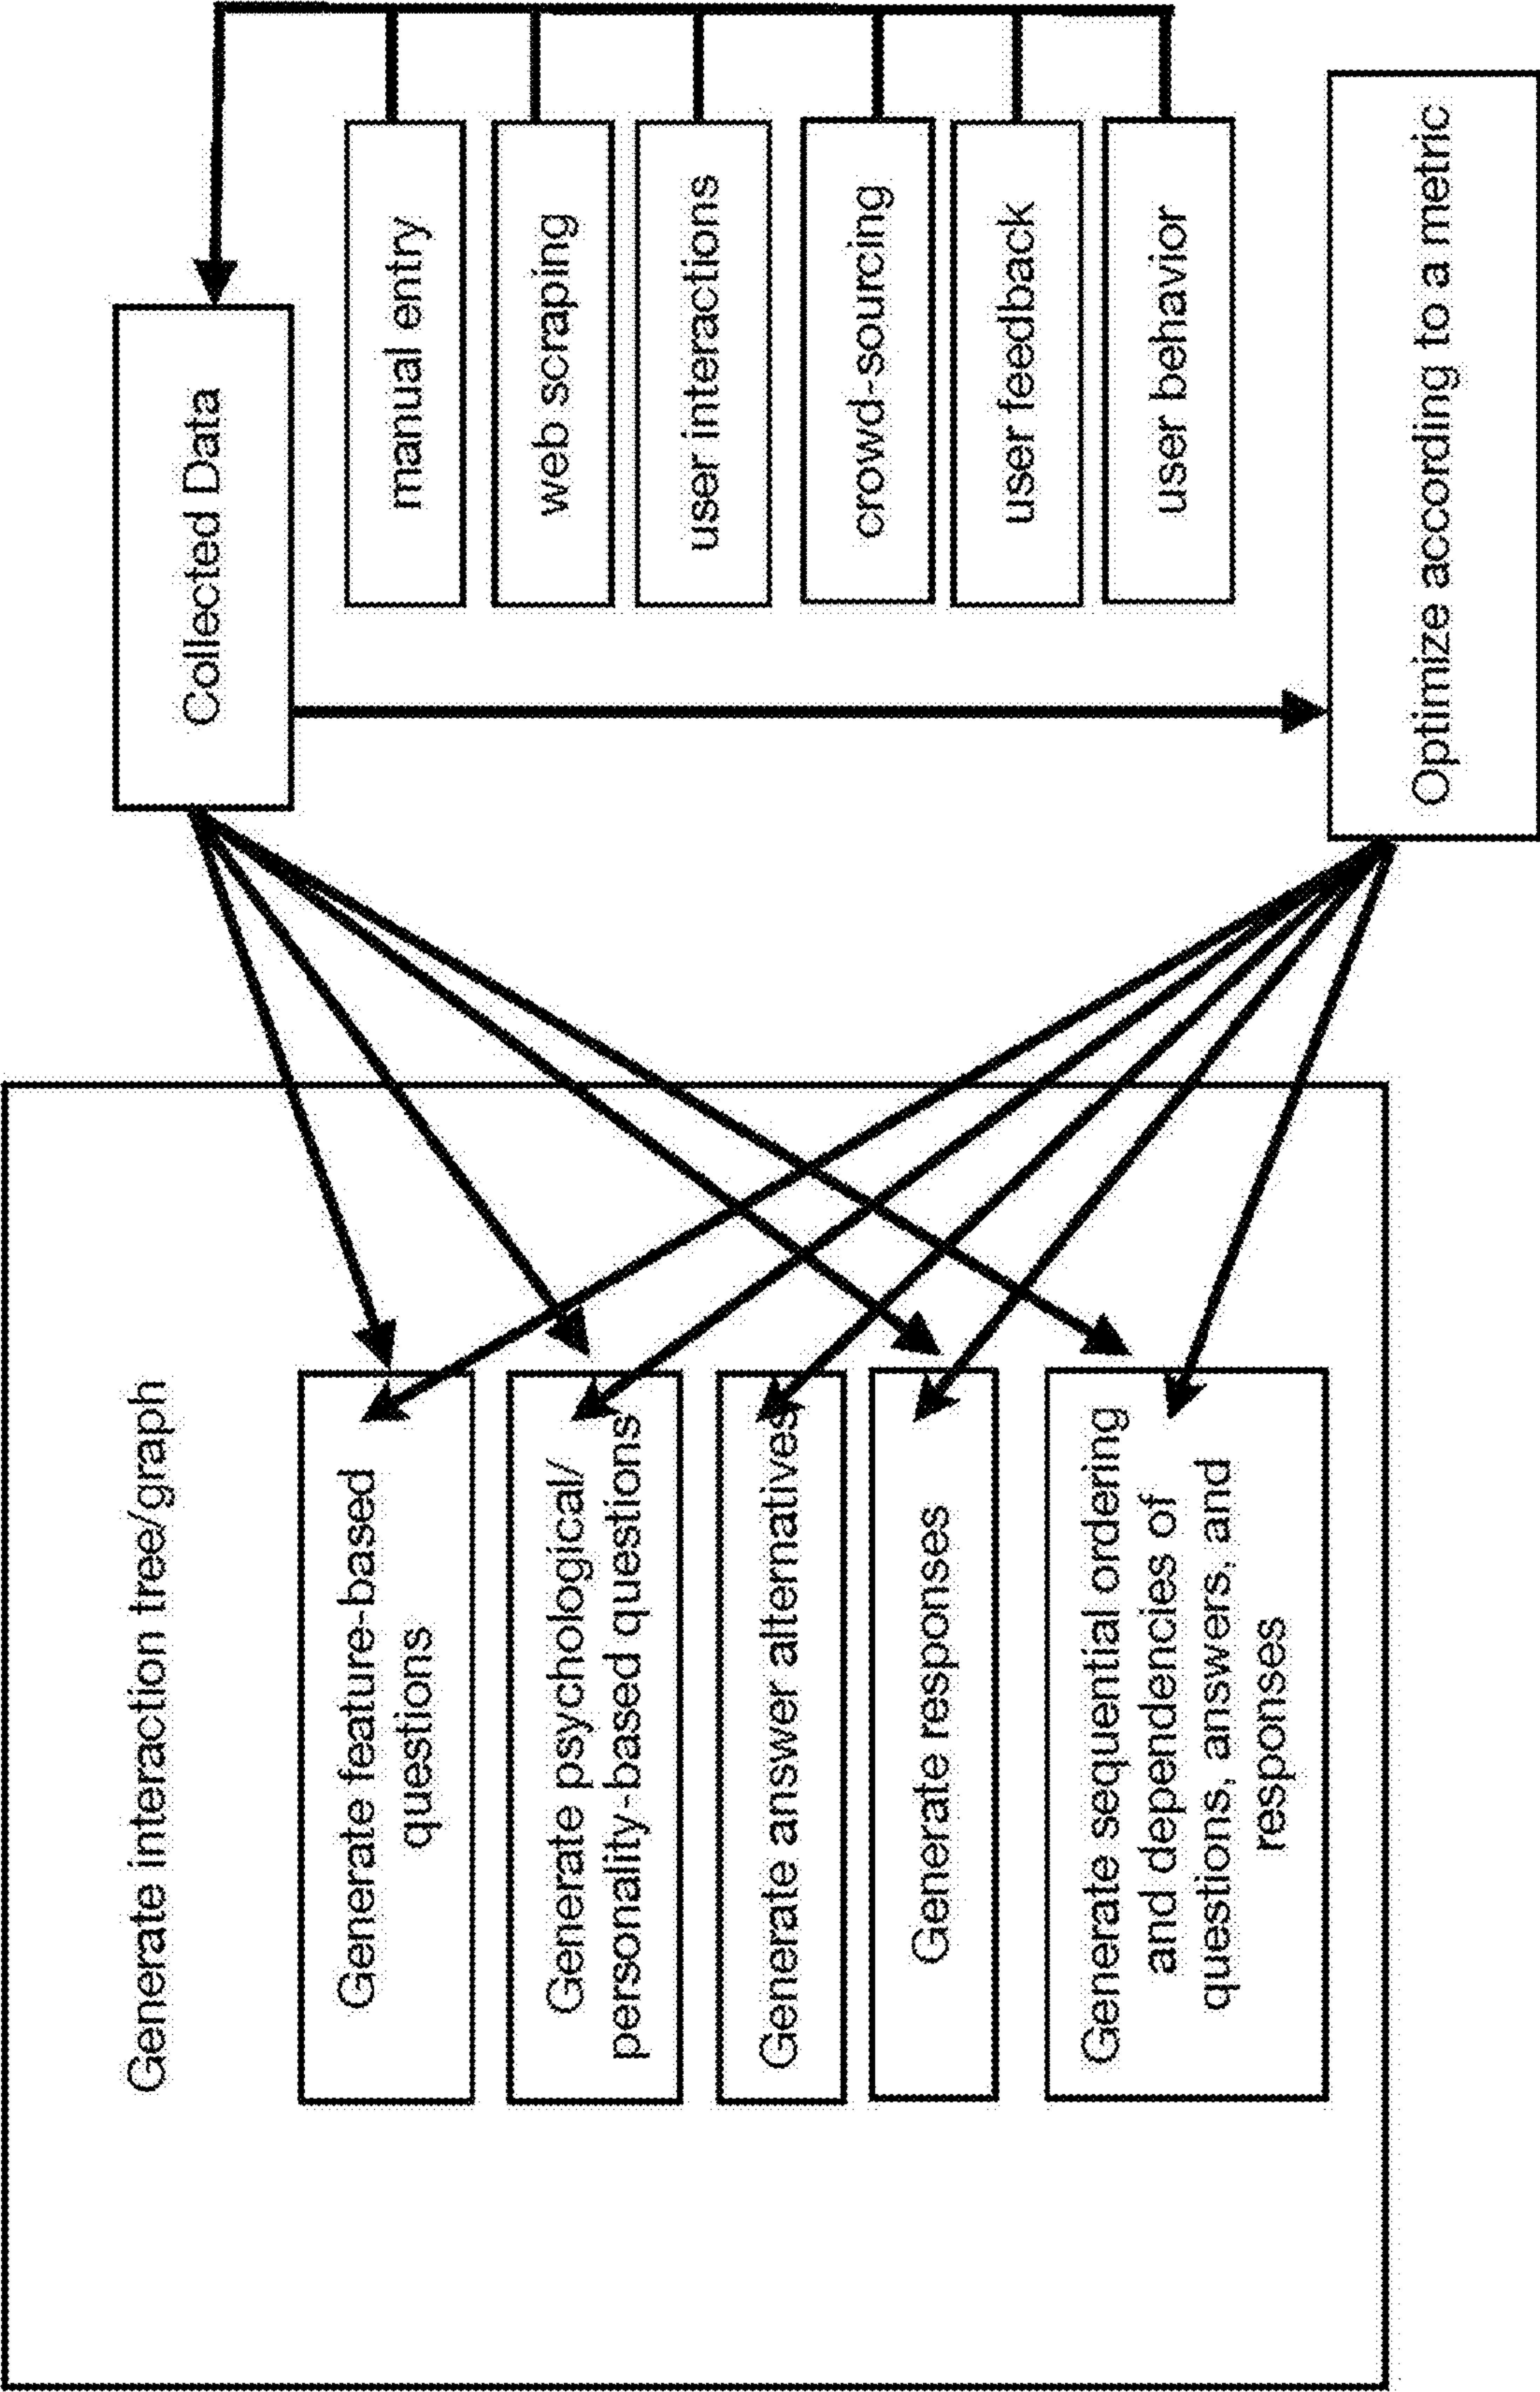 Generate interaction tree/graph
Generate feature-based
questions
Generate psychological/
personality-based questions
Generate answer alternatives
Generate responses
Generate sequential ordering
and dependencies of
questions, answers, and
responses
Collected Data
manual entry
web scraping
user interactions
crowd-sourcing
user feedback
user behavior
Optimize according to a metric